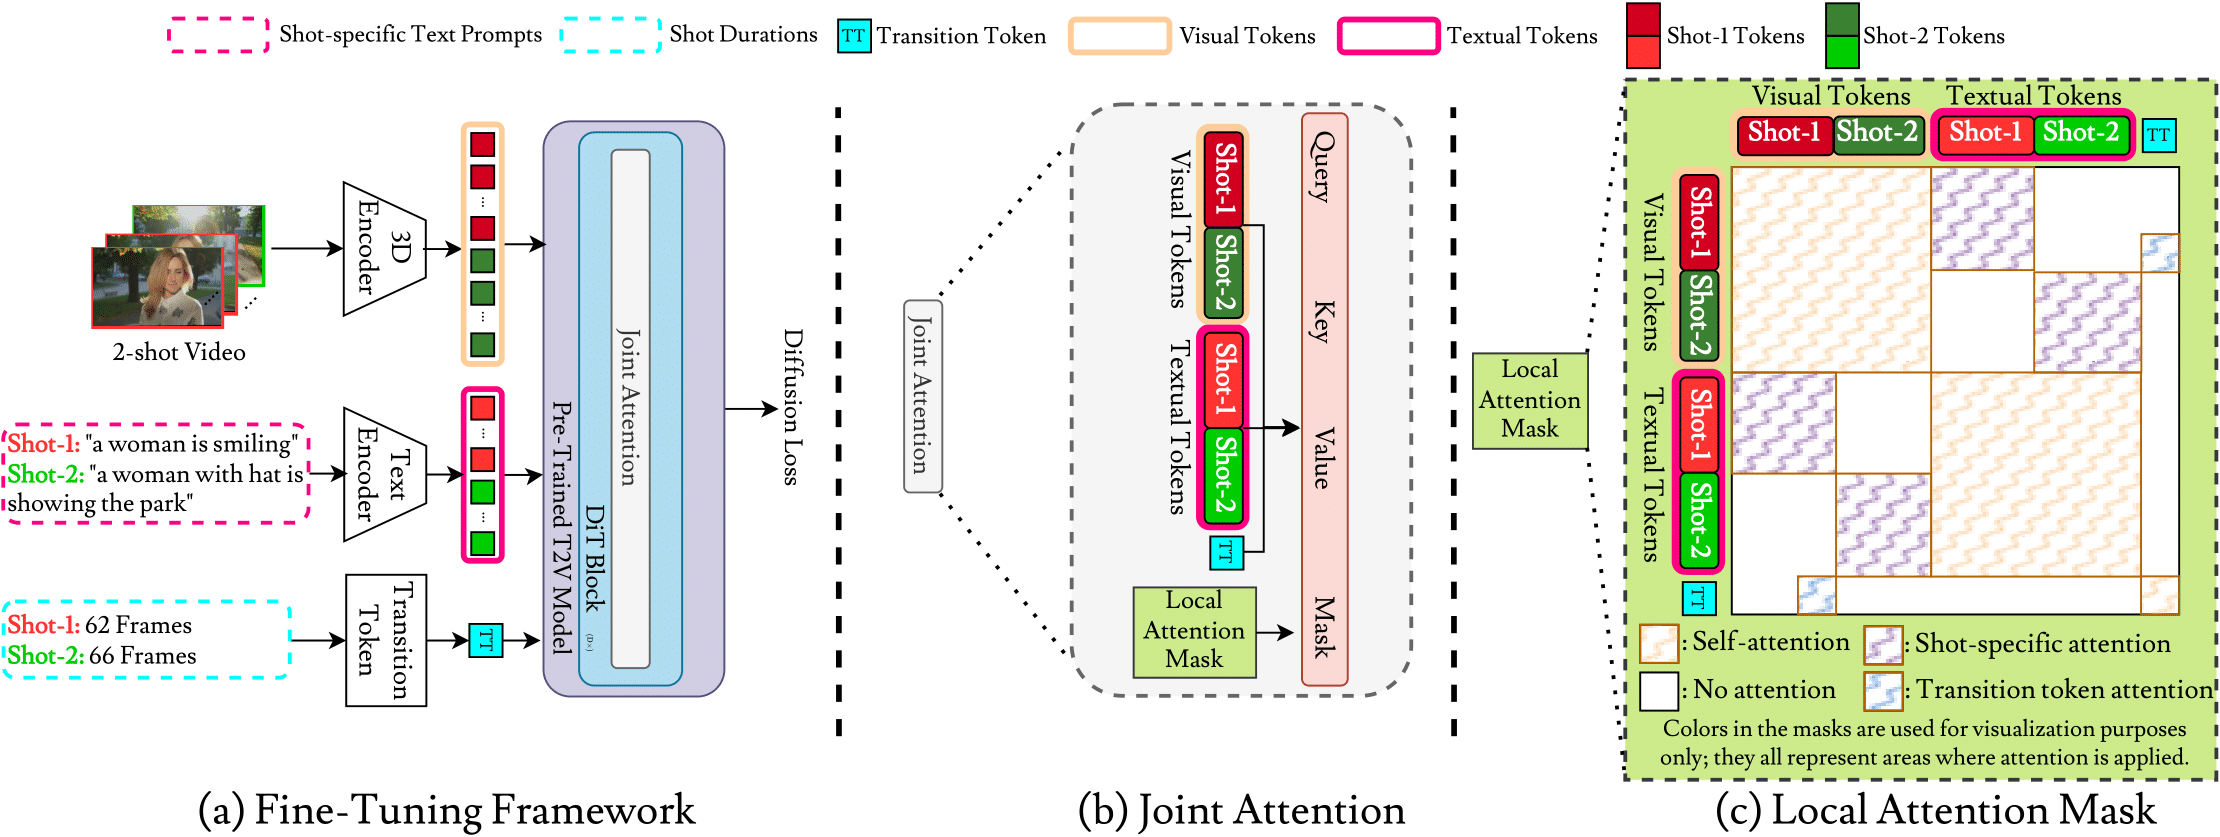 Shot-specific Text Prompts
Shot Durations
TT
Transition Token
Visual Tokens
Textual Tokens
Shot-1 Tokens
Shot-2 Tokens
2-shot Video
3D
Encoder
Shot-1: "a woman is smiling"
Shot-2: "a woman with hat is
showing the park"
Text
Encoder
Shot-1: 62 Frames
Shot-2: 66 Frames
Transition
Token
TT
Pre-Trained T2V Model
DiT Block
(D×)
Joint Attention
Diffusion Loss
(a) Fine-Tuning Framework
Joint Attention
Visual Tokens
Shot-1
Shot-2
Textual Tokens
Shot-1
Shot-2
TT
Local
Attention
Mask
Query
Key
Value
Mask
(b) Joint Attention
Local
Attention
Mask
Visual Tokens
Textual Tokens
Shot-1
Shot-2
Shot-1
Shot-2
TT
Visual Tokens
Shot-1
Shot-2
Textual Tokens
Shot-1
Shot-2
TT
: Self-attention
: Shot-specific attention
: No attention
: Transition token attention
Colors in the masks are used for visualization purposes
only; they all represent areas where attention is applied.
(c) Local Attention Mask